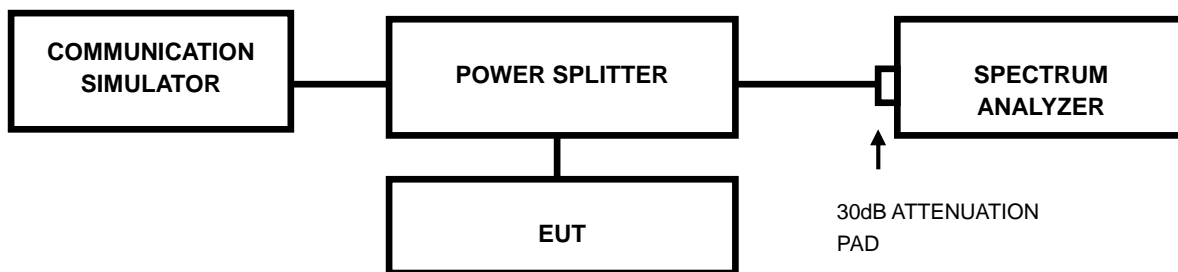 COMMUNICATION
SIMULATOR
POWER SPLITTER
SPECTRUM
ANALYZER
EUT
30dB ATTENUATION
PAD